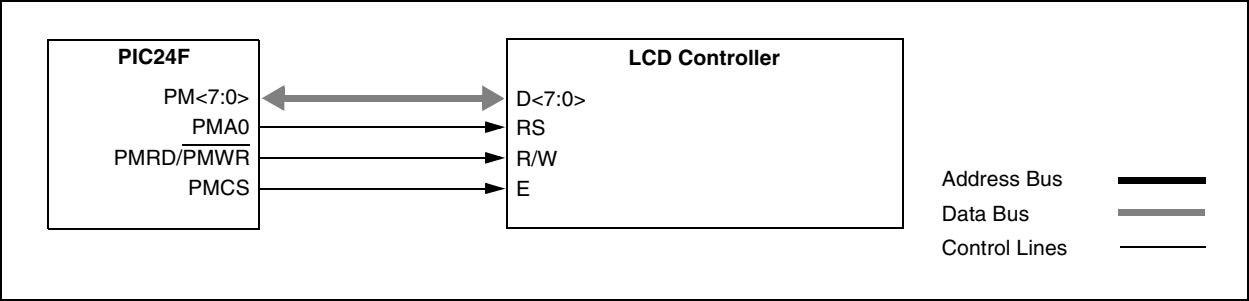 PIC24F
PM<7:0>
PMA0
PMRD/PMWR
PMCS
LCD Controller
D<7:0>
RS
R/W
E
Address Bus
Data Bus
Control Lines